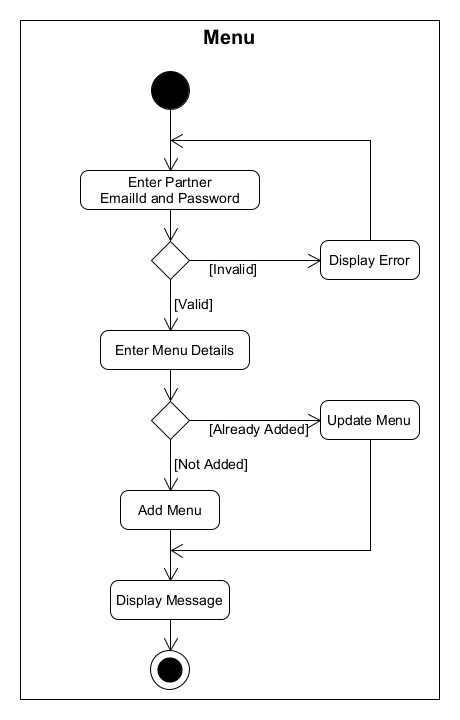 Menu
Enter Partner
EmailId and Password
[Invalid]
Display Error
[Valid]
Enter Menu Details
[Already Added]
Update Menu
[Not Added]
Add Menu
Display Message